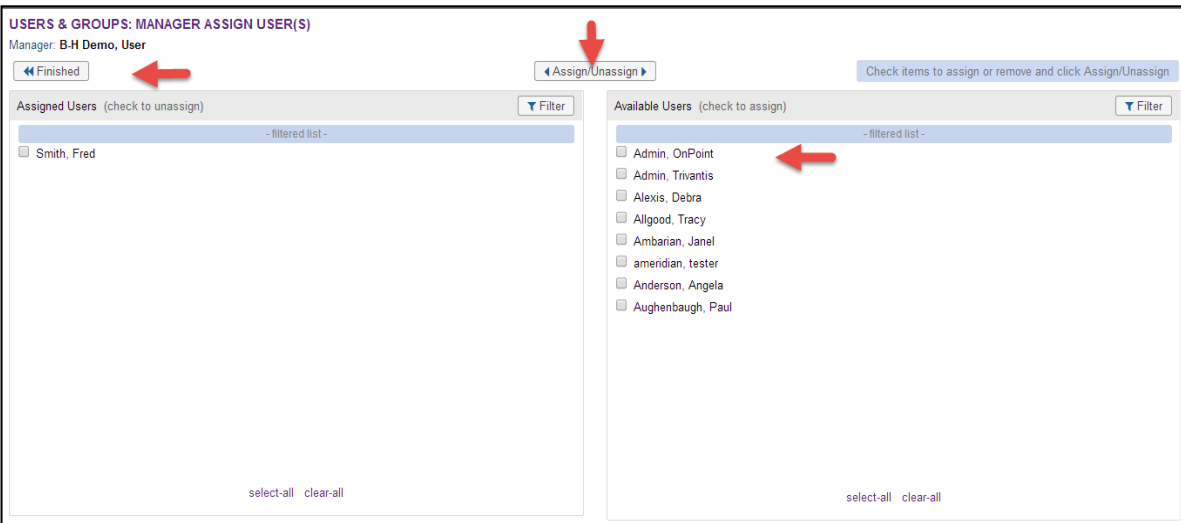 USERS & GROUPS: MANAGER ASSIGN USER(S)
Manager: B-H Demo, User
Finished
Assign/Unassign
Check items to assign or remove and click Assign/Unassign
Assigned Users (check to unassign)
Filter
- filtered list -
Smith, Fred
select-all clear-all
Available Users (check to assign)
Filter
- filtered list -
Admin, OnPoint
Admin, Trivantis
Alexis, Debra
Allgood, Tracy
Ambarian, Janel
ameridian, tester
Anderson, Angela
Aughenbaugh, Paul
select-all clear-all